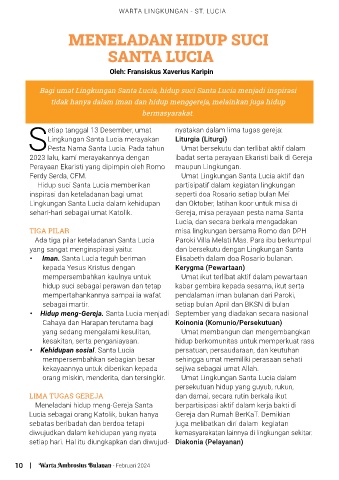 WARTA LINGKUNGAN - ST. LUCIA
MENELADAN HIDUP SUCI
SANTA LUCIA
Oleh: Fransiskus Xaverius Karipin
Bagi umat Lingkungan Santa Lucia, hidup suci Santa Lucia menjadi inspirasi
tidak hanya dalam iman dan hidup menggereja, melainkan juga hidup
bermasyarakat.
Setiap tanggal 13 Desember, umat
Lingkungan Santa Lucia merayakan
Pesta Nama Santa Lucia. Pada tahun
2023 lalu, kami merayakannya dengan
Perayaan Ekaristi yang dipimpin oleh Romo
Ferdy Serda, OFM.
Hidup suci Santa Lucia memberikan
inspirasi dan keteladanan bagi umat
Lingkungan Santa Lucia dalam kehidupan
sehari-hari sebagai umat Katolik.
TIGA PILAR
Ada tiga pilar keteladanan Santa Lucia
yang sangat menginspirasi yaitu:
• Iman. Santa Lucia teguh beriman
kepada Yesus Kristus dengan
mempersembahkan kaulnya untuk
hidup suci sebagai perawan dan tetap
mempertahankannya sampai ia wafat
sebagai martir.
• Hidup meng-Gereja. Santa Lucia menjadi
Cahaya dan Harapan terutama bagi
yang sedang mengalami kesulitan,
kesakitan, serta penganiayaan.
• Kehidupan sosial. Santa Lucia
mempersembahkan sebagian besar
kekayaannya untuk diberikan kepada
orang miskin, menderita, dan tersingkir.
LIMA TUGAS GEREJA
Meneladani hidup meng-Gereja Santa
Lucia sebagai orang Katolik, bukan hanya
sebatas beribadah dan berdoa tetapi
diwujudkan dalam kehidupan yang nyata
setiap hari. Hal itu diungkapkan dan diwujud-
nyatakan dalam lima tugas gereja:
Liturgia (Liturgi)
Umat bersekutu dan terlibat aktif dalam
ibadat serta perayaan Ekaristi baik di Gereja
maupun Lingkungan.
Umat Lingkungan Santa Lucia aktif dan
partisipatif dalam kegiatan lingkungan
seperti doa Rosario setiap bulan Mei
dan Oktober, latihan koor untuk misa di
Gereja, misa perayaan pesta nama Santa
Lucia, dan secara berkala mengadakan
misa lingkungan bersama Romo dan DPH
Paroki Villa Melati Mas. Para ibu berkumpul
dan bersekutu dengan Lingkungan Santa
Elisabeth dalam doa Rosario bulanan.
Kerygma (Pewartaan)
Umat ikut terlibat aktif dalam pewartaan
kabar gembira kepada sesama, ikut serta
pendalaman iman bulanan dari Paroki,
setiap bulan April dan BKSN di bulan
September yang diadakan secara nasional
Koinonia (Komunio/Persekutuan)
Umat membangun dan mengembangkan
hidup berkomunitas untuk memperkuat rasa
persatuan, persaudaraan, dan keutuhan
sehingga umat memiliki perasaan sehati
sejiwa sebagai umat Allah.
Umat Lingkungan Santa Lucia dalam
persekutuan hidup yang guyub, rukun,
dan damai, secara rutin berkala ikut
berpartisipasi aktif dalam kerja bakti di
Gereja dan Rumah BerKaT. Demikian
juga melibatkan diri dalam kegiatan
kemasyarakatan lainnya di lingkungan sekitar.
Diakonia (Pelayanan)
10 | Warta Ambrosius Bulanan - Februari 2024